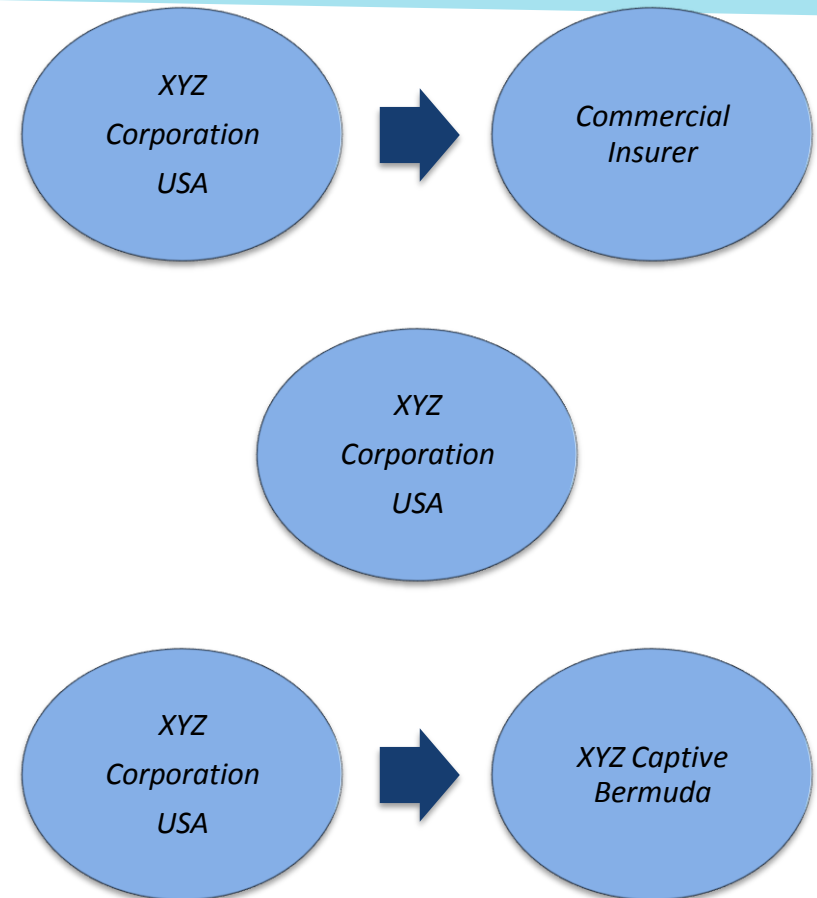 XYZ
Corporation
USA
Commercial
Insurer
XYZ
Corporation
USA
XYZ
Corporation
USA
XYZ Captive
Bermuda